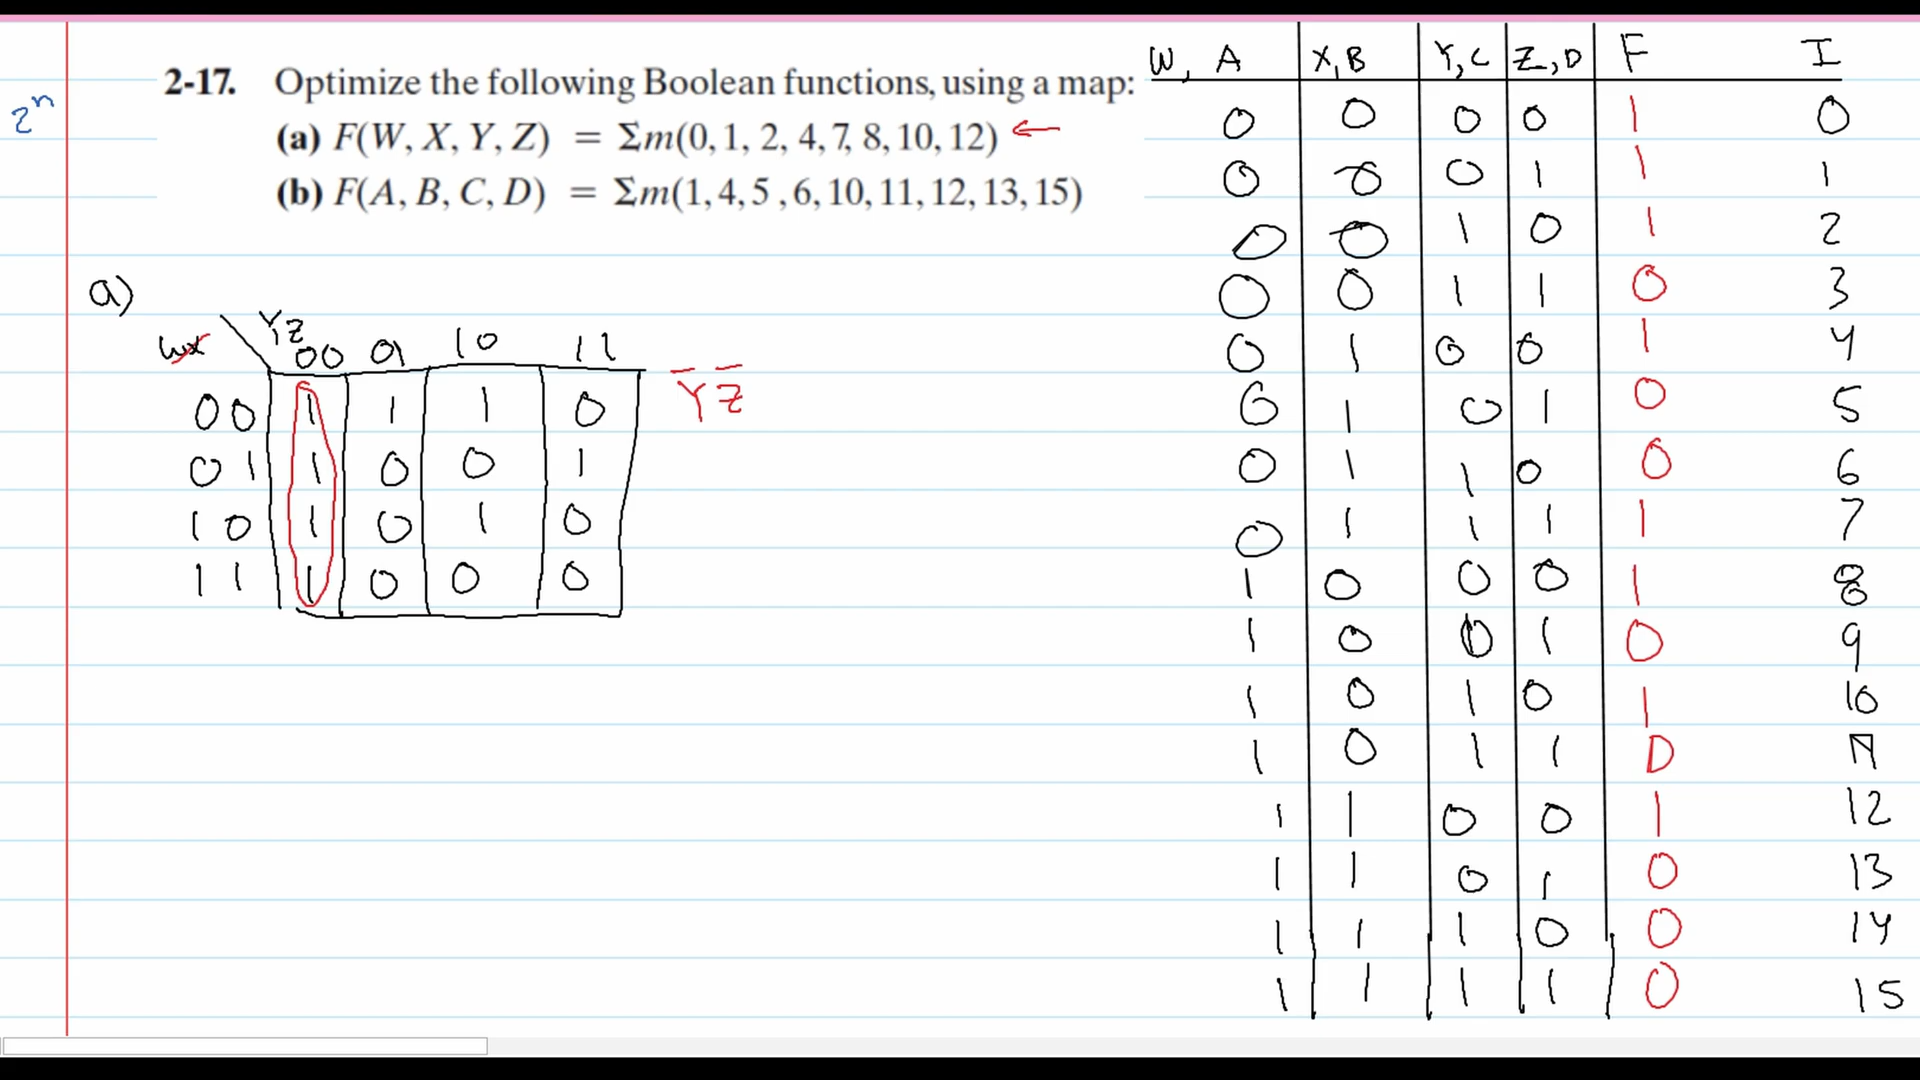 2-17. Optimize the following Boolean functions, using a map:
(a) F(W, X, Y, Z) = Σm(0, 1, 2, 4, 7, 8, 10, 12) ←
(b) F(A, B, C, D) = Σm(1, 4, 5 , 6, 10, 11, 12, 13, 15)
2ⁿ
a)
wx YZ
00 01 10 11
00 1 1 1 0
01 1 0 0 1
10 1 0 1 0
11 1 0 0 0
Y̅ Z̅
W, A X, B Y, C Z, D F I
0 0 0 0 1 0
0 0 0 1 1 1
0 0 1 0 1 2
0 0 1 1 0 3
0 1 0 0 1 4
0 1 0 1 0 5
0 1 1 0 0 6
0 1 1 1 1 7
1 0 0 0 1 8
1 0 0 1 0 9
1 0 1 0 1 10
1 0 1 1 0 11
1 1 0 0 1 12
1 1 0 1 0 13
1 1 1 0 0 14
1 1 1 1 0 15